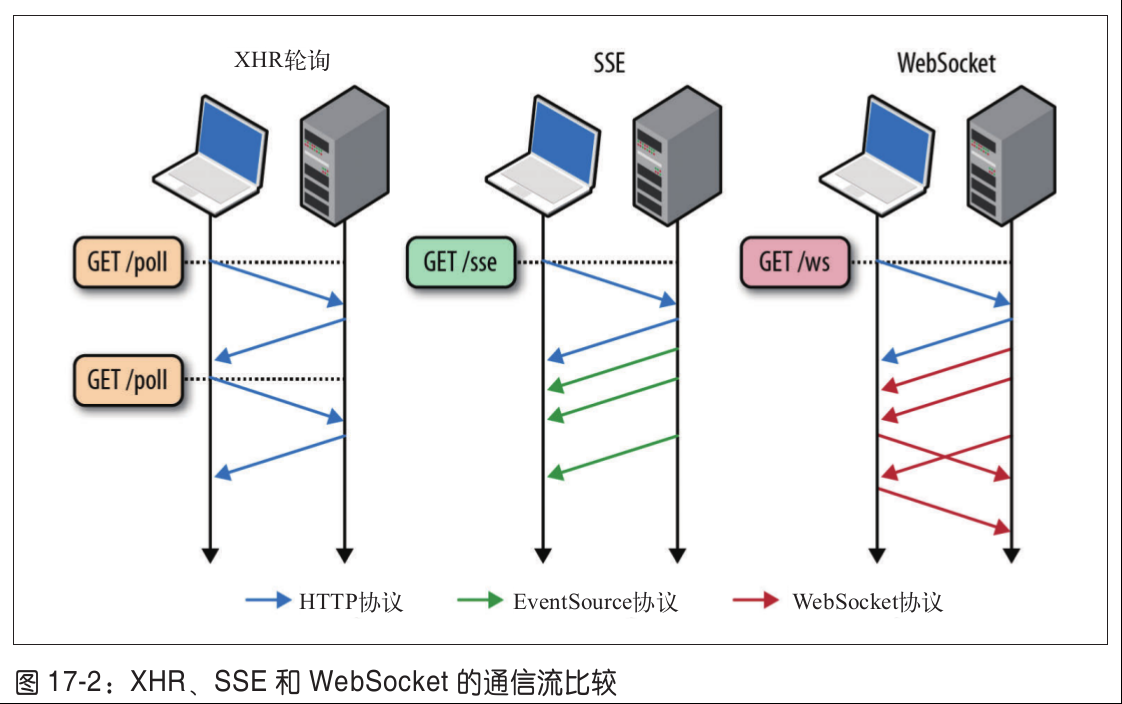 XHR轮询
SSE
WebSocket
GET /poll
GET /sse
GET /ws
GET /poll
HTTP协议
EventSource协议
WebSocket协议
图 17-2：XHR、SSE 和 WebSocket 的通信流比较